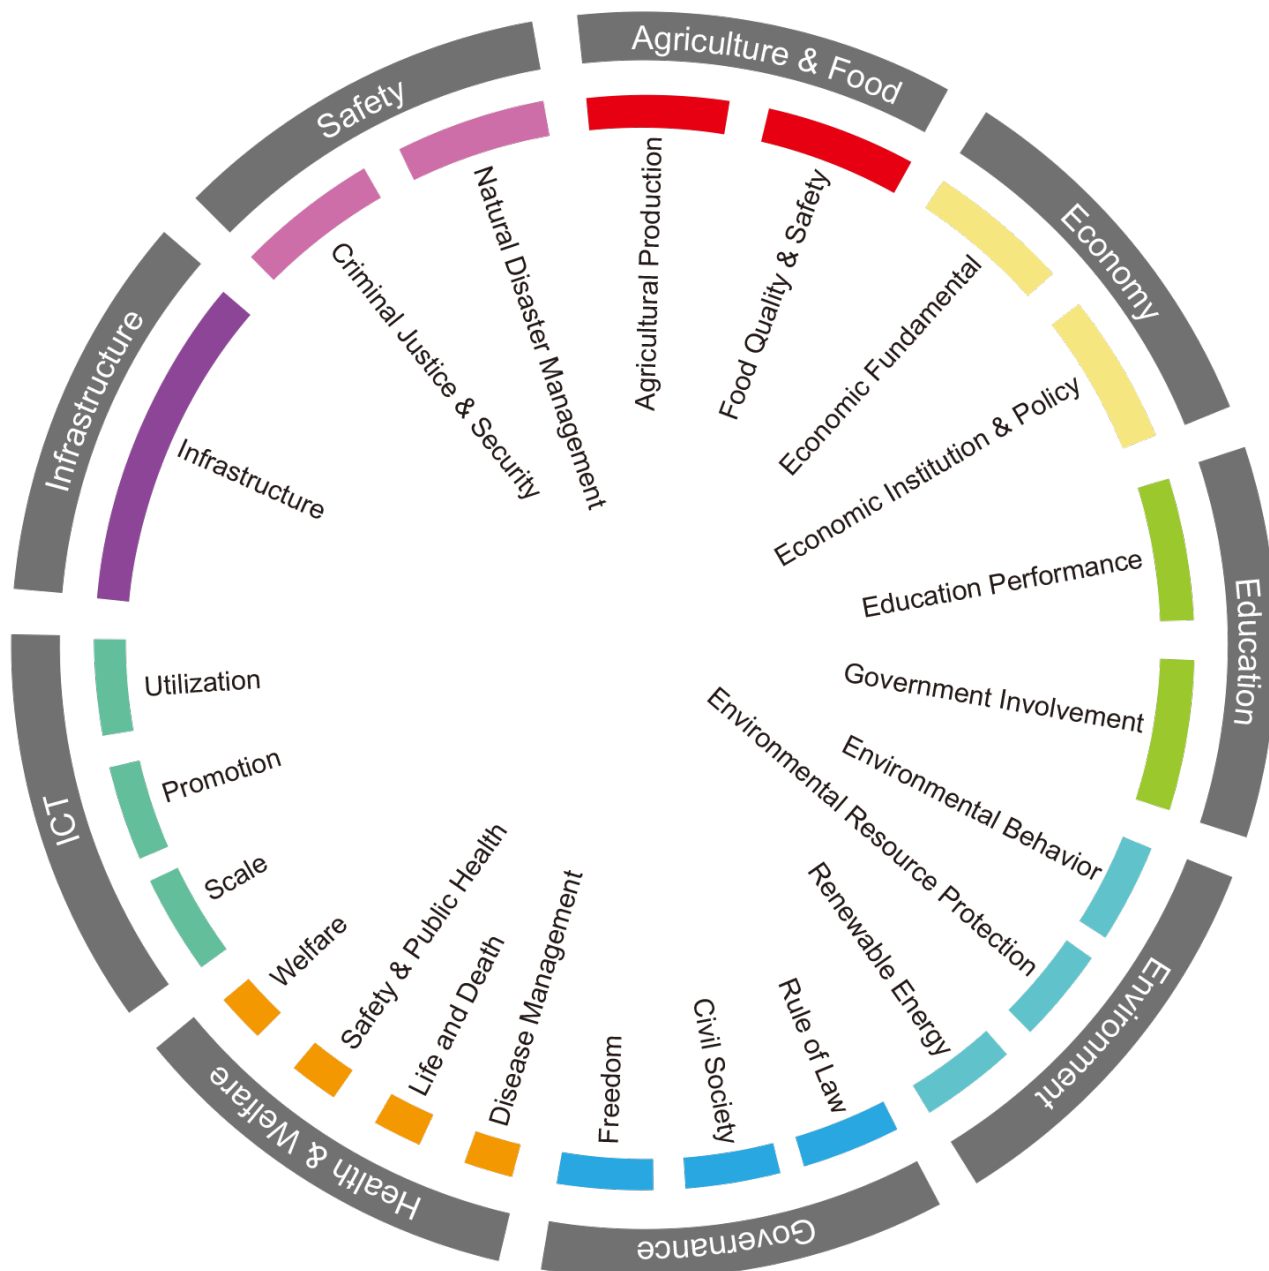 Agriculture & Food
Economy
Education
Environment
Governance
Health & Welfare
ICT
Infrastructure
Safety
Agricultural Production
Food Quality & Safety
Economic Fundamental
Economic Institution & Policy
Education Performance
Government Involvement
Environmental Behavior
Environmental Resource Protection
Renewable Energy
Rule of Law
Civil Society
Freedom
Disease Management
Life and Death
Safety & Public Health
Welfare
Scale
Promotion
Utilization
Infrastructure
Criminal Justice & Security
Natural Disaster Management